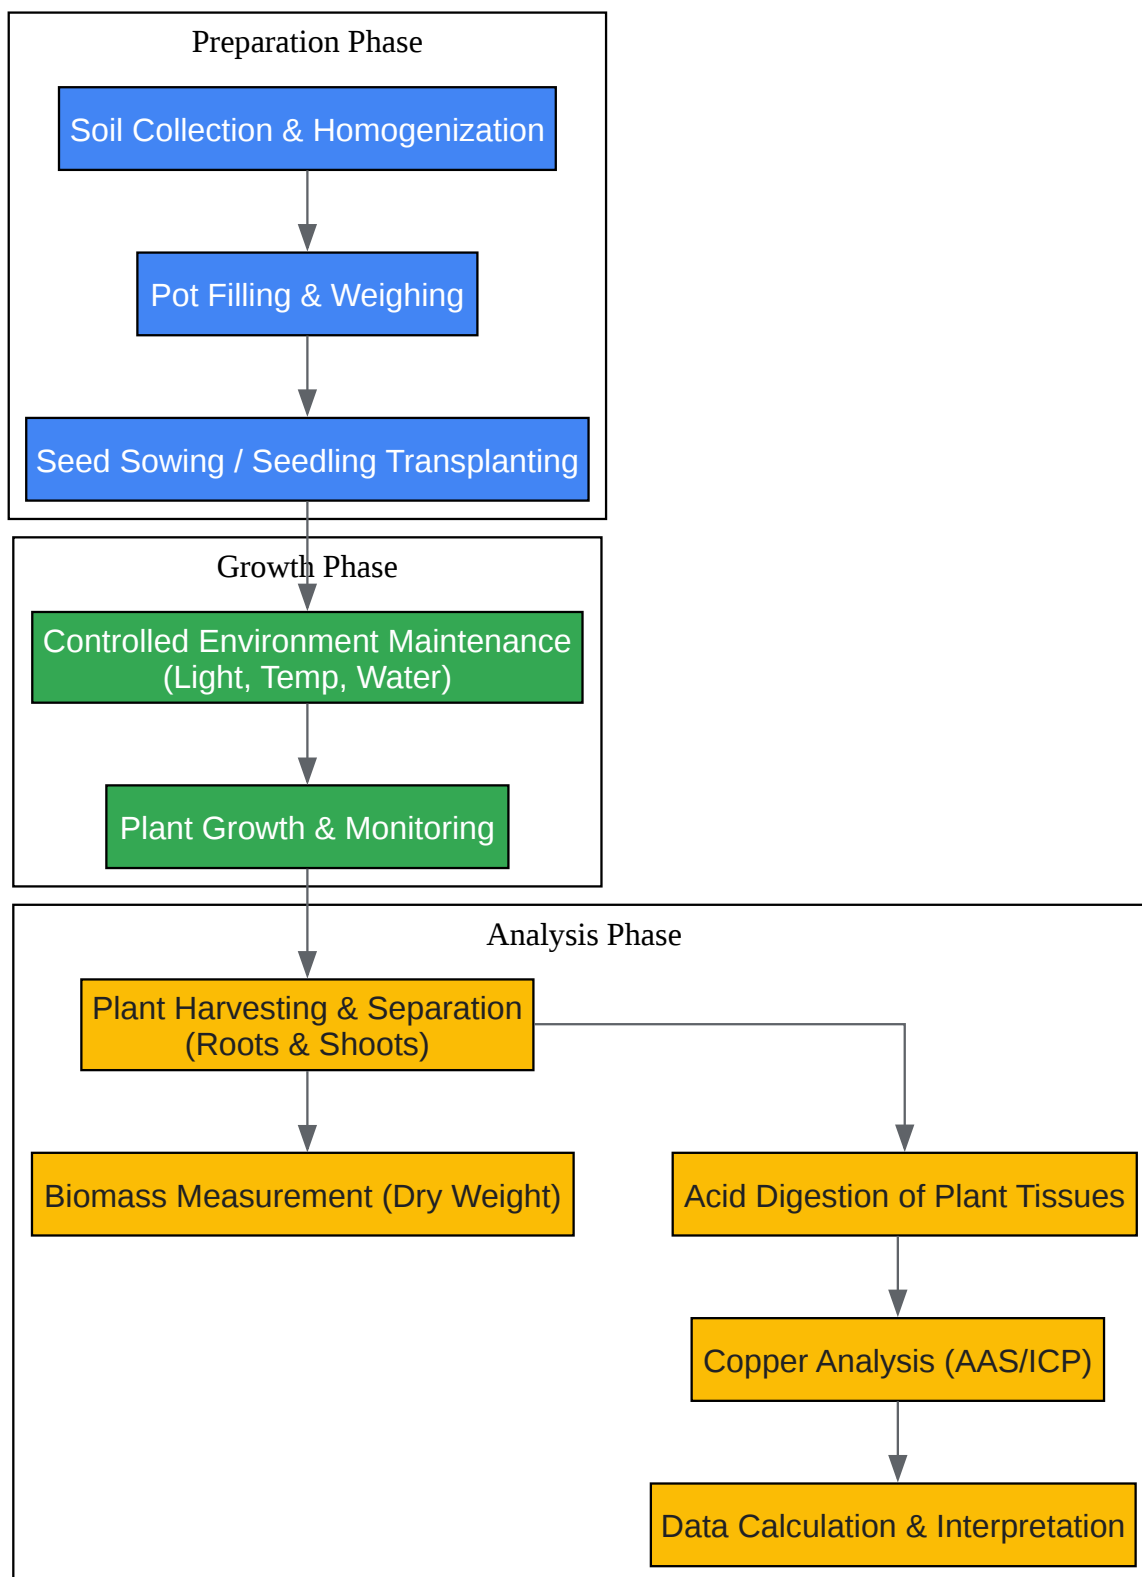 Preparation Phase
Soil Collection & Homogenization
Pot Filling & Weighing
Seed Sowing / Seedling Transplanting
Growth Phase
Controlled Environment Maintenance
(Light, Temp, Water)
Plant Growth & Monitoring
Analysis Phase
Plant Harvesting & Separation
(Roots & Shoots)
Biomass Measurement (Dry Weight)
Acid Digestion of Plant Tissues
Copper Analysis (AAS/ICP)
Data Calculation & Interpretation